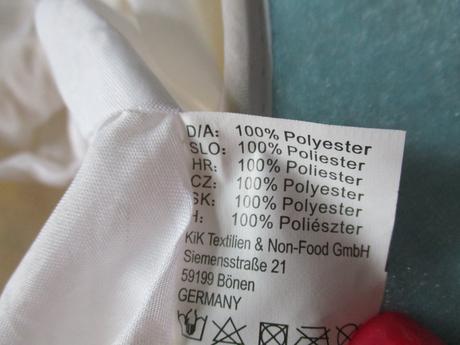 D/A: 100% Polyester
SLO: 100% Poliester
HR: 100% Poliester
CZ: 100% Polyester
SK: 100% Polyester
H: 100% Poliészter
KiK Textilien & Non-Food GmbH
Siemensstraße 21
59199 Bönen
GERMANY